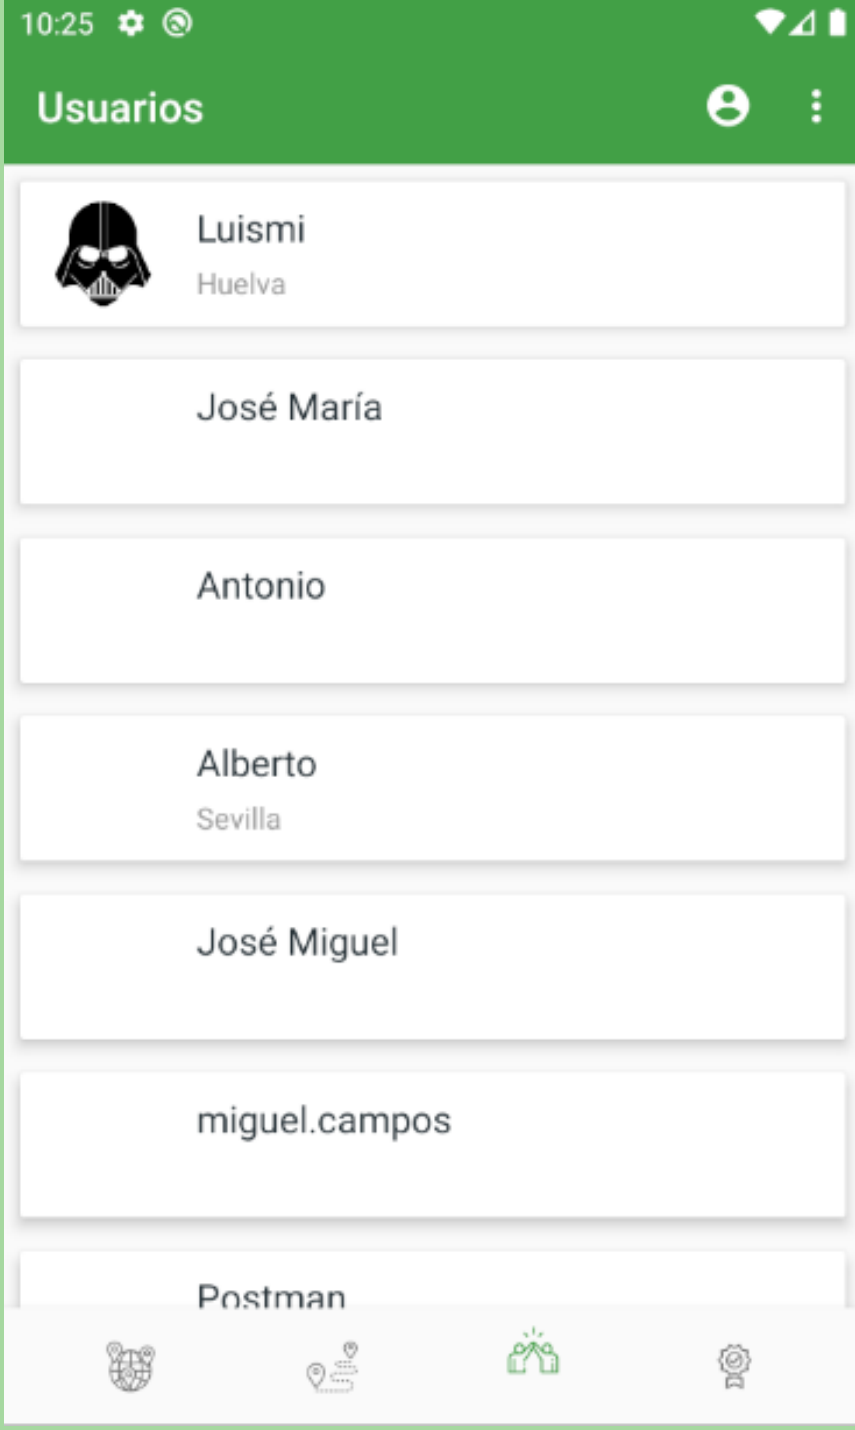 10:25
Usuarios
Luismi
Huelva
José María
Antonio
Alberto
Sevilla
José Miguel
miguel.campos
Postman